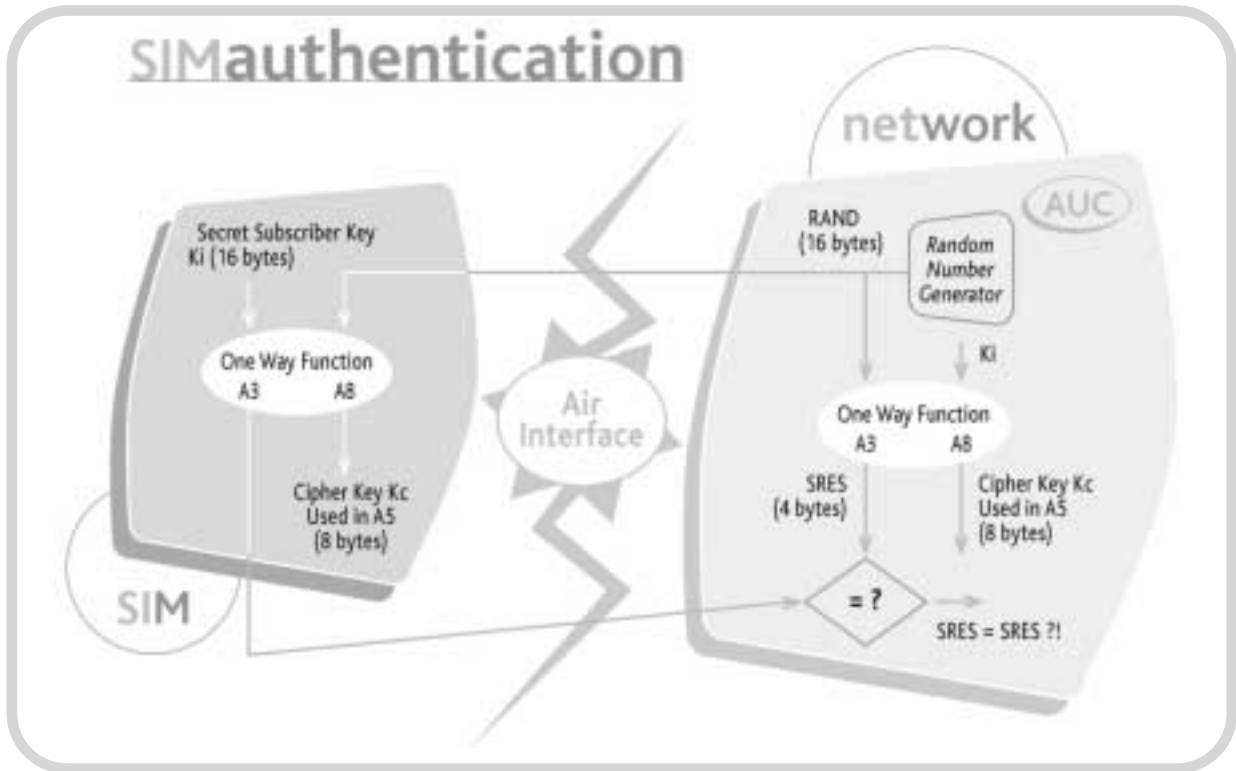 SIMauthentication
network
AUC
Secret Subscriber Key
Ki (16 bytes)
One Way Function
A3 A8
Cipher Key Kc
Used in A5
(8 bytes)
SIM
Air
Interface
RAND
(16 bytes)
Random
Number
Generator
Ki
One Way Function
A3 A8
SRES
(4 bytes)
Cipher Key Kc
Used in A5
(8 bytes)
= ?
SRES = SRES ?!